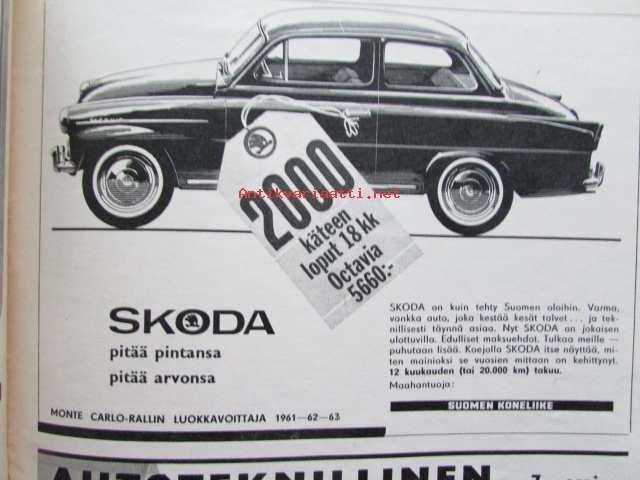 2000
käteen
loput 18 kk
Octavia
5660:-
Antikvariaatti.net
SKODA
pitää pintansa
pitää arvonsa
MONTE CARLO-RALLIN LUOKKAVOITTAJA 1961—62—63
SKODA on kuin tehty Suomen oloihin. Varma,
vankka auto, joka kestää kesät talvet... ja tek-
nillisesti täynnä asiaa. Nyt SKODA on jokaisen
ulottuvilla. Edulliset maksuehdot. Tulkaa meille —
puhutaan lisää. Koejolla SKODA itse näyttää, mi-
ten mainioksi se vuosien mittaan on kehittynyt.
12 kuukauden (tai 20.000 km) takuu.
Maahantuoja:
SUOMEN KONELIIKE
AUTOTEKNILLINEN